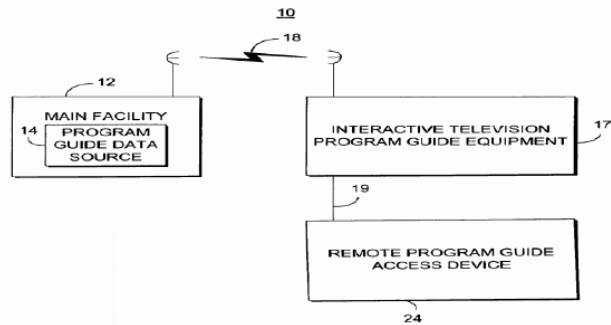 10
18
12
MAIN FACILITY
14
PROGRAM
GUIDE DATA
SOURCE
INTERACTIVE TELEVISION
PROGRAM GUIDE EQUIPMENT
17
19
REMOTE PROGRAM GUIDE
ACCESS DEVICE
24